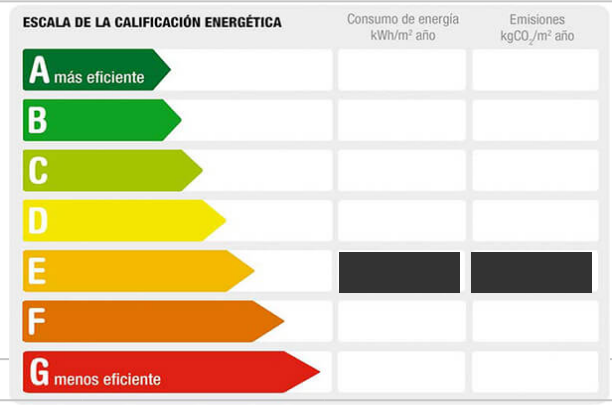 ESCALA DE LA CALIFICACIÓN ENERGÉTICA
Consumo de energía
kWh/m² año
Emisiones
kgCO₂/m² año
A más eficiente
B
C
D
E
F
G menos eficiente